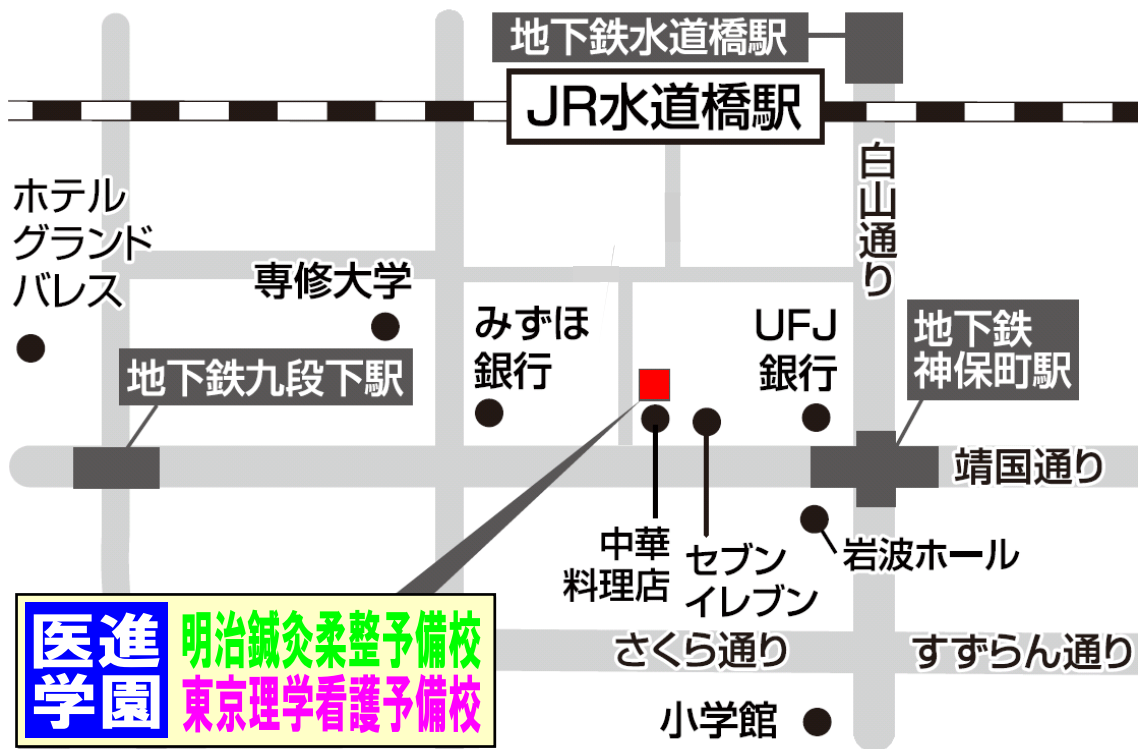 地下鉄水道橋駅
JR水道橋駅
白山通り
ホテル
グランド
バレス
専修大学
みずほ
銀行
UFJ
銀行
地下鉄
神保町駅
地下鉄九段下駅
靖国通り
中華
料理店
セブン
イレブン
岩波ホール
医進
学園
明治鍼灸柔整予備校
東京理学看護予備校
さくら通り
すずらん通り
小学館